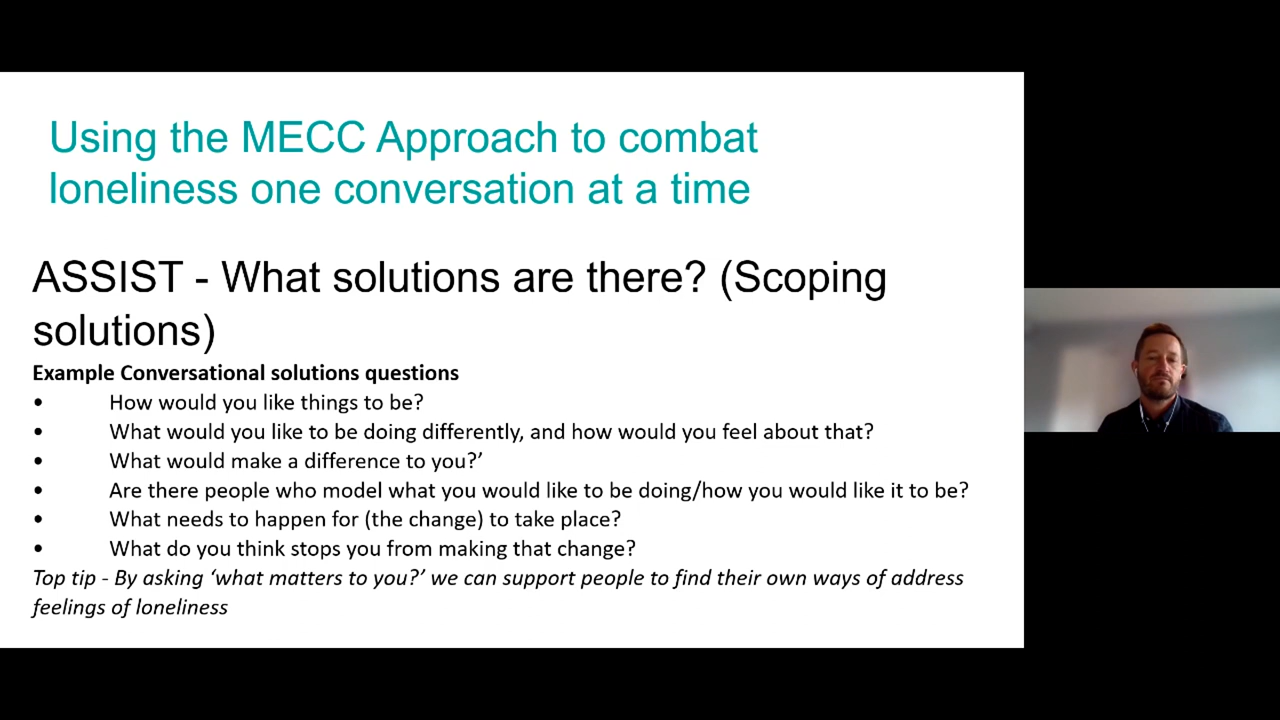 Using the MECC Approach to combat
loneliness one conversation at a time
ASSIST - What solutions are there? (Scoping
solutions)
Example Conversational solutions questions
• How would you like things to be?
• What would you like to be doing differently, and how would you feel about that?
• What would make a difference to you?’
• Are there people who model what you would like to be doing/how you would like it to be?
• What needs to happen for (the change) to take place?
• What do you think stops you from making that change?
Top tip - By asking ‘what matters to you?’ we can support people to find their own ways of address
feelings of loneliness